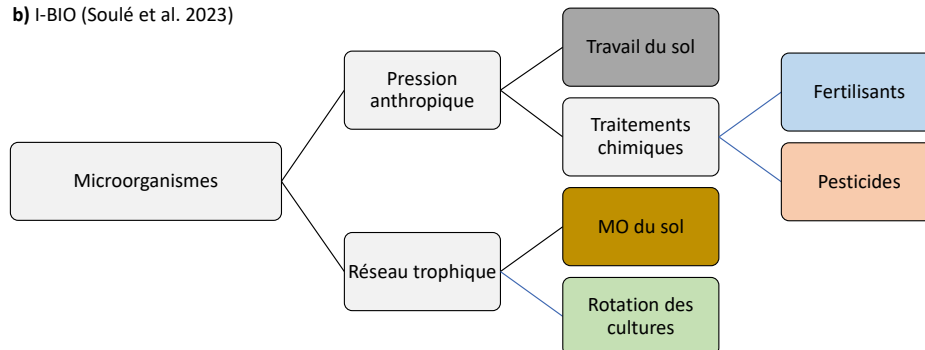 b) I-BIO (Soulé et al. 2023)
Travail du sol
Pression
anthropique
Fertilisants
Traitements
chimiques
Microorganismes
Pesticides
MO du sol
Réseau trophique
Rotation des
cultures